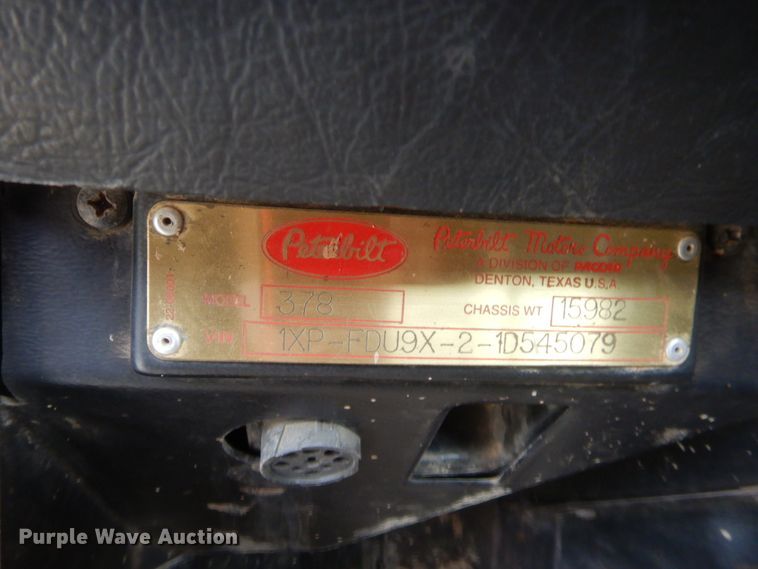 Peterbilt
Peterbilt Motors Company
A DIVISION OF PACCAR
DENTON, TEXAS U.S.A.
MODEL 378 CHASSIS WT 15982
VIN 1XP-FDU9X-2-1D545079
Purple Wave Auction